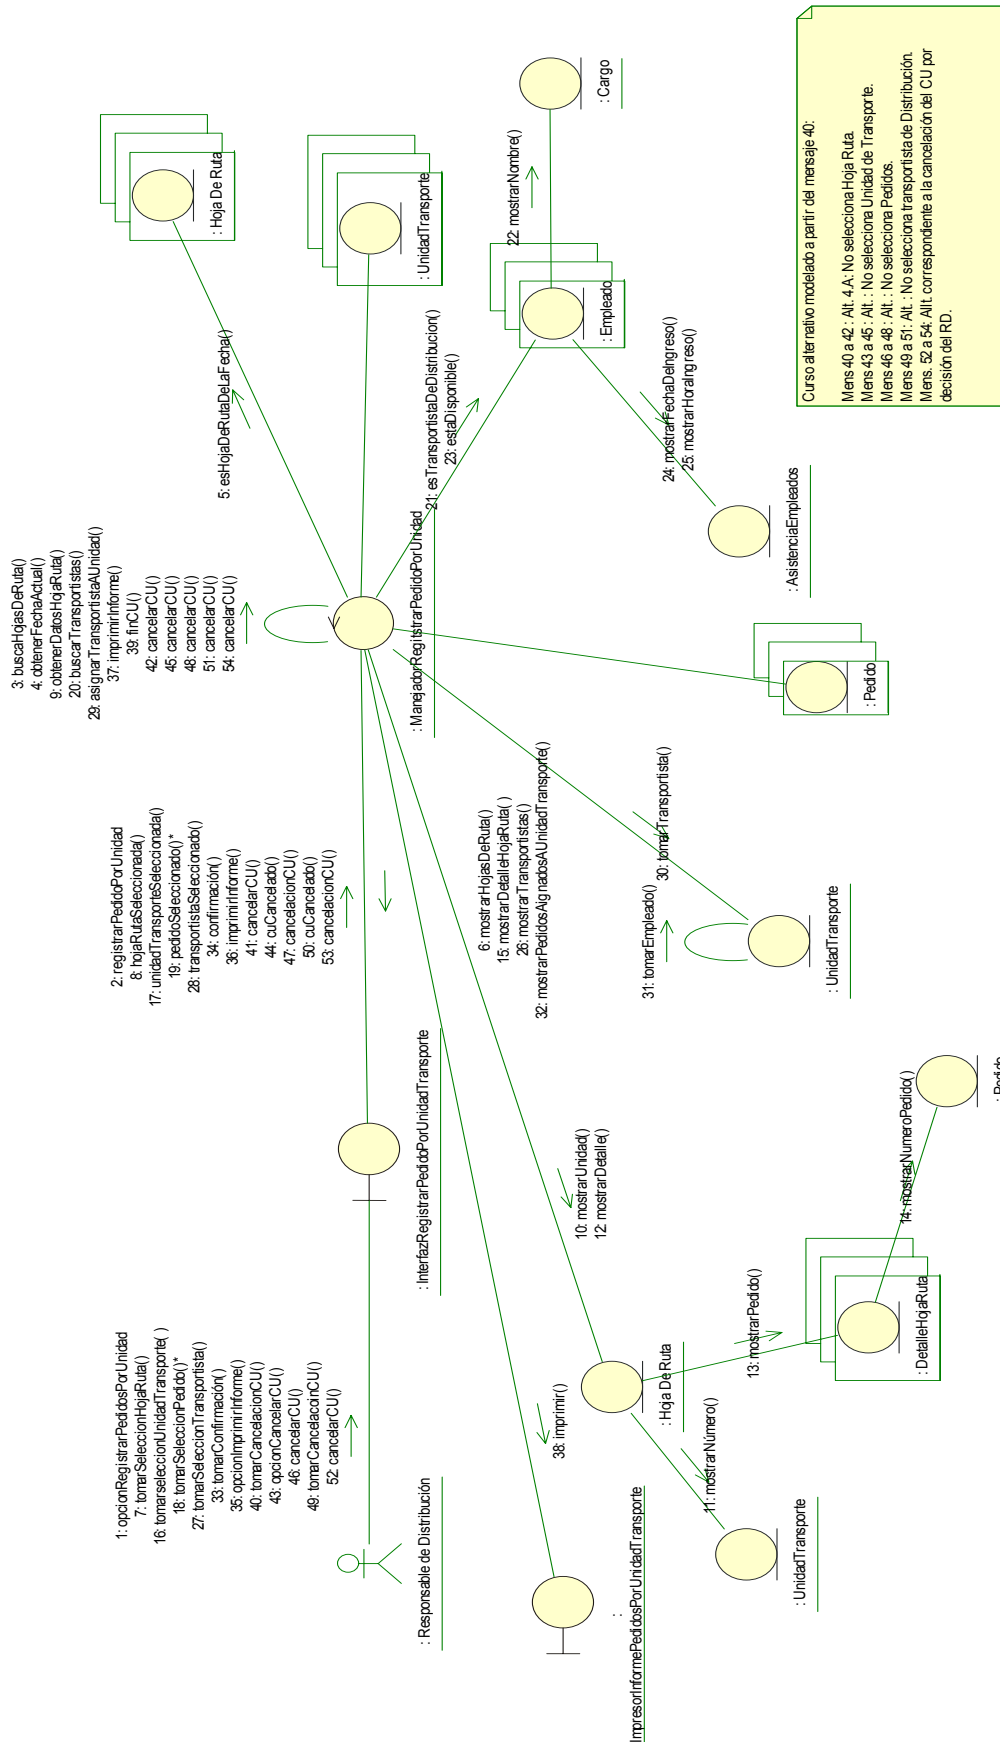 1: opcionRegistrarPedidosPorUnidad
7: tomarSeleccionHojaRuta()
16: tomarseleccionUnidadTransporte( )
18: tomarSeleccionPedido()*
27: tomarSeleccionTransportista()
33: tomarConfirmación()
35: opcionImprimirInforme()
40: tomarCancelacionCU()
43: opcionCancelarCU()
46: cancelarCU()
49: tomarCancelacoinCU()
52: cancelarCU()
: Responsable de Distribución
2: registrarPedidoPorUnidad
8: hojaRutaSeleccionada()
17: unidadTransporteSeleccionada()
19: pedidoSeleccionado()*
28: transportistaSeleccionado()
34: confirmación()
36: imprimirInforme()
41: cancelarCU()
44: cuCancelado()
47: cancelacionCU()
50: cuCancelado()
53: cancelacionCU()
: InterfazRegistrarPedidoPorUnidadTransporte
6: mostrarHojasDeRuta()
15: mostrarDetalleHojaRuta( )
26: mostrarTransportistas()
32: mostrarPedidosAignadosAUnidadTransporte()
3: buscaHojasDeRuta()
4: obtenerFechaActual()
9: obtenerDatosHojaRuta()
20: buscarTransportistas()
29: asignarTransportistaAUnidad()
37: imprimirInforme()
39: finCU()
42: cancelarCU()
45: cancelarCU()
48: cancelarCU()
51: cancelarCU()
54: cancelarCU()
: ManejadorRegistrarPedidoPorUnidad
5: esHojaDeRutaDeLaFecha()
: Hoja De Ruta
: UnidadTransporte
21: esTransportistaDeDistribucion()
23: estaDisponible()
: Empleado
22: mostrarNombre()
: Cargo
24: mostrarFechaDeIngreso()
25: mostrarHoraIngreso()
: AsistenciaEmpleados
: Pedido
30: tomarTransportista()
31: tomarEmpleado()
: UnidadTransporte
10: mostrarUnidad()
12: mostrarDetalle()
: Hoja De Ruta
13: mostrarPedido()
: DetalleHojaRuta
14: mostrarNumeroPedido()
: Pedido
11: mostrarNúmero()
: UnidadTransporte
38: imprimir()
:
ImpresorInformePedidosPorUnidadTransporte
Curso alternativo modelado a partir del mensaje 40:
Mens 40 a 42 : Alt. 4.A: No selecciona Hoja Ruta.
Mens 43 a 45 : Alt. : No selecciona Unidad de Transporte.
Mens 46 a 48 : Alt. : No selecciona Pedidos.
Mens 49 a 51: Alt. : No selecciona transportista de Distribución.
Mens. 52 a 54: Allt. correspondiente a la cancelación del CU por
decisión del RD.